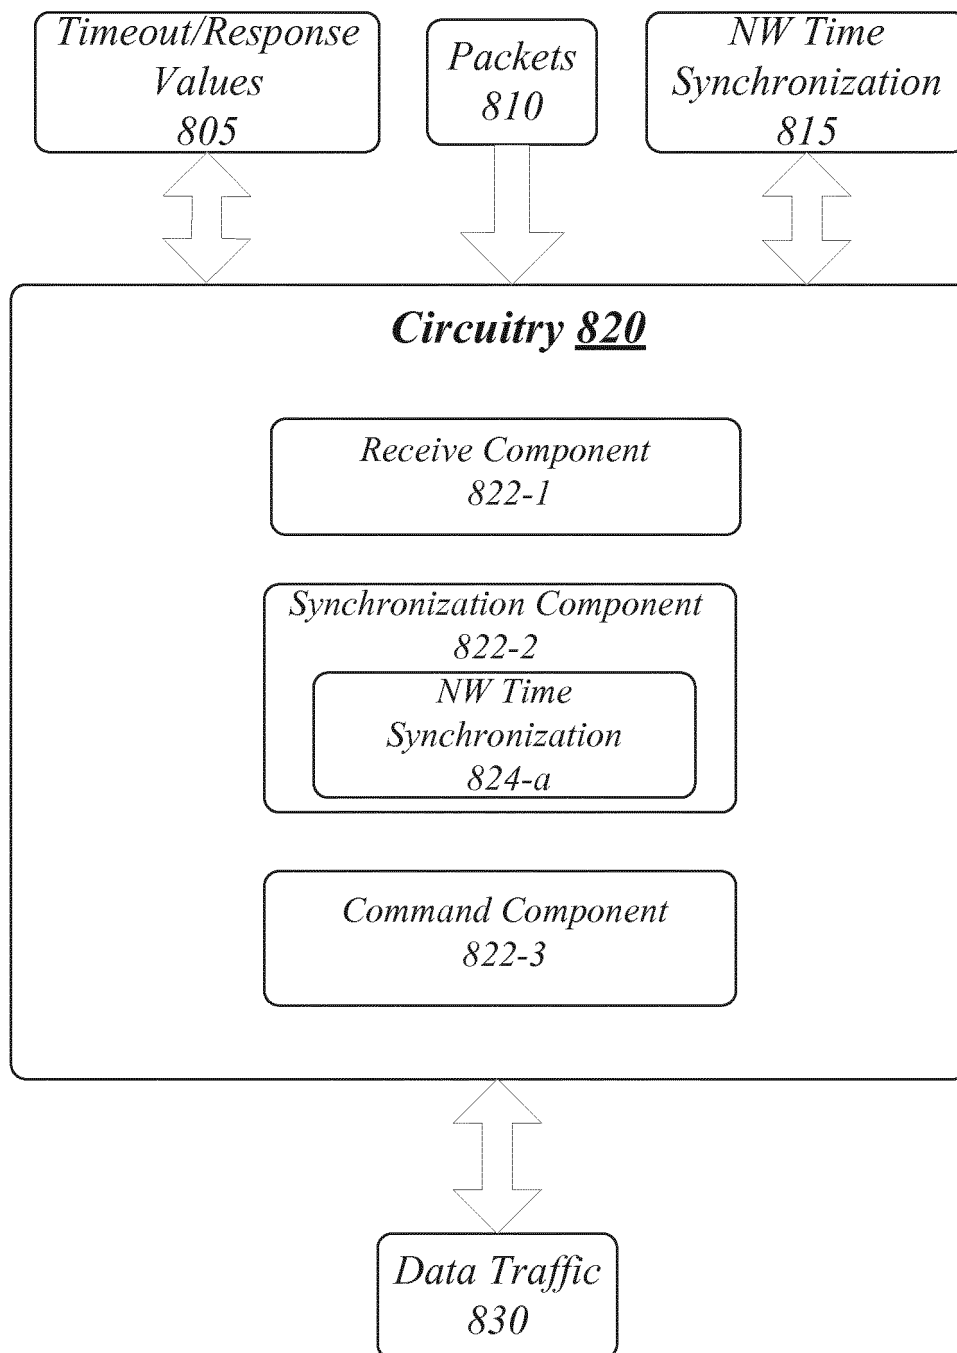 Timeout/Response
Values
805
Packets
810
NW Time
Synchronization
815
Circuitry 820
Receive Component
822-1
Synchronization Component
822-2
NW Time
Synchronization
824-a
Command Component
822-3
Data Traffic
830